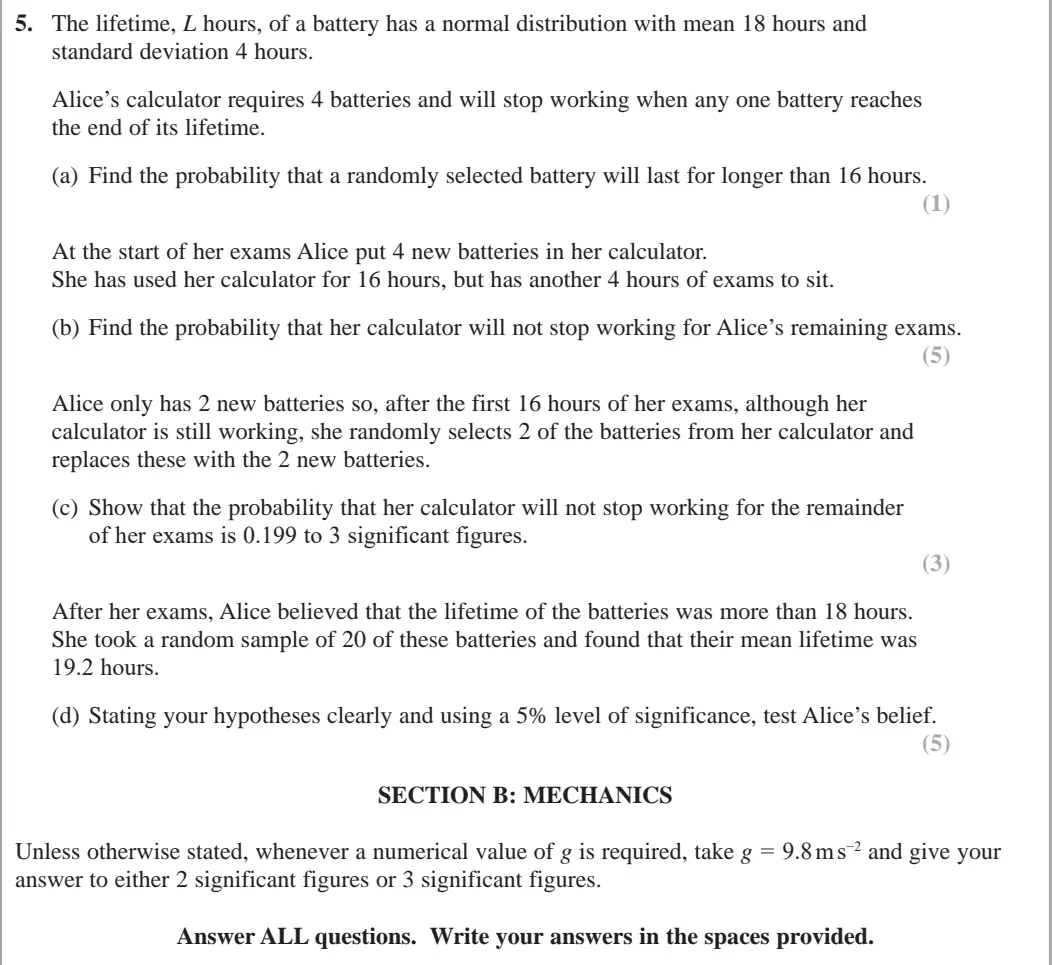 5. The lifetime, L hours, of a battery has a normal distribution with mean 18 hours and
standard deviation 4 hours.
Alice’s calculator requires 4 batteries and will stop working when any one battery reaches
the end of its lifetime.
(a) Find the probability that a randomly selected battery will last for longer than 16 hours.
(1)
At the start of her exams Alice put 4 new batteries in her calculator.
She has used her calculator for 16 hours, but has another 4 hours of exams to sit.
(b) Find the probability that her calculator will not stop working for Alice’s remaining exams.
(5)
Alice only has 2 new batteries so, after the first 16 hours of her exams, although her
calculator is still working, she randomly selects 2 of the batteries from her calculator and
replaces these with the 2 new batteries.
(c) Show that the probability that her calculator will not stop working for the remainder
of her exams is 0.199 to 3 significant figures.
(3)
After her exams, Alice believed that the lifetime of the batteries was more than 18 hours.
She took a random sample of 20 of these batteries and found that their mean lifetime was
19.2 hours.
(d) Stating your hypotheses clearly and using a 5% level of significance, test Alice’s belief.
(5)
SECTION B: MECHANICS
Unless otherwise stated, whenever a numerical value of g is required, take g = 9.8 m s⁻² and give your
answer to either 2 significant figures or 3 significant figures.
Answer ALL questions. Write your answers in the spaces provided.